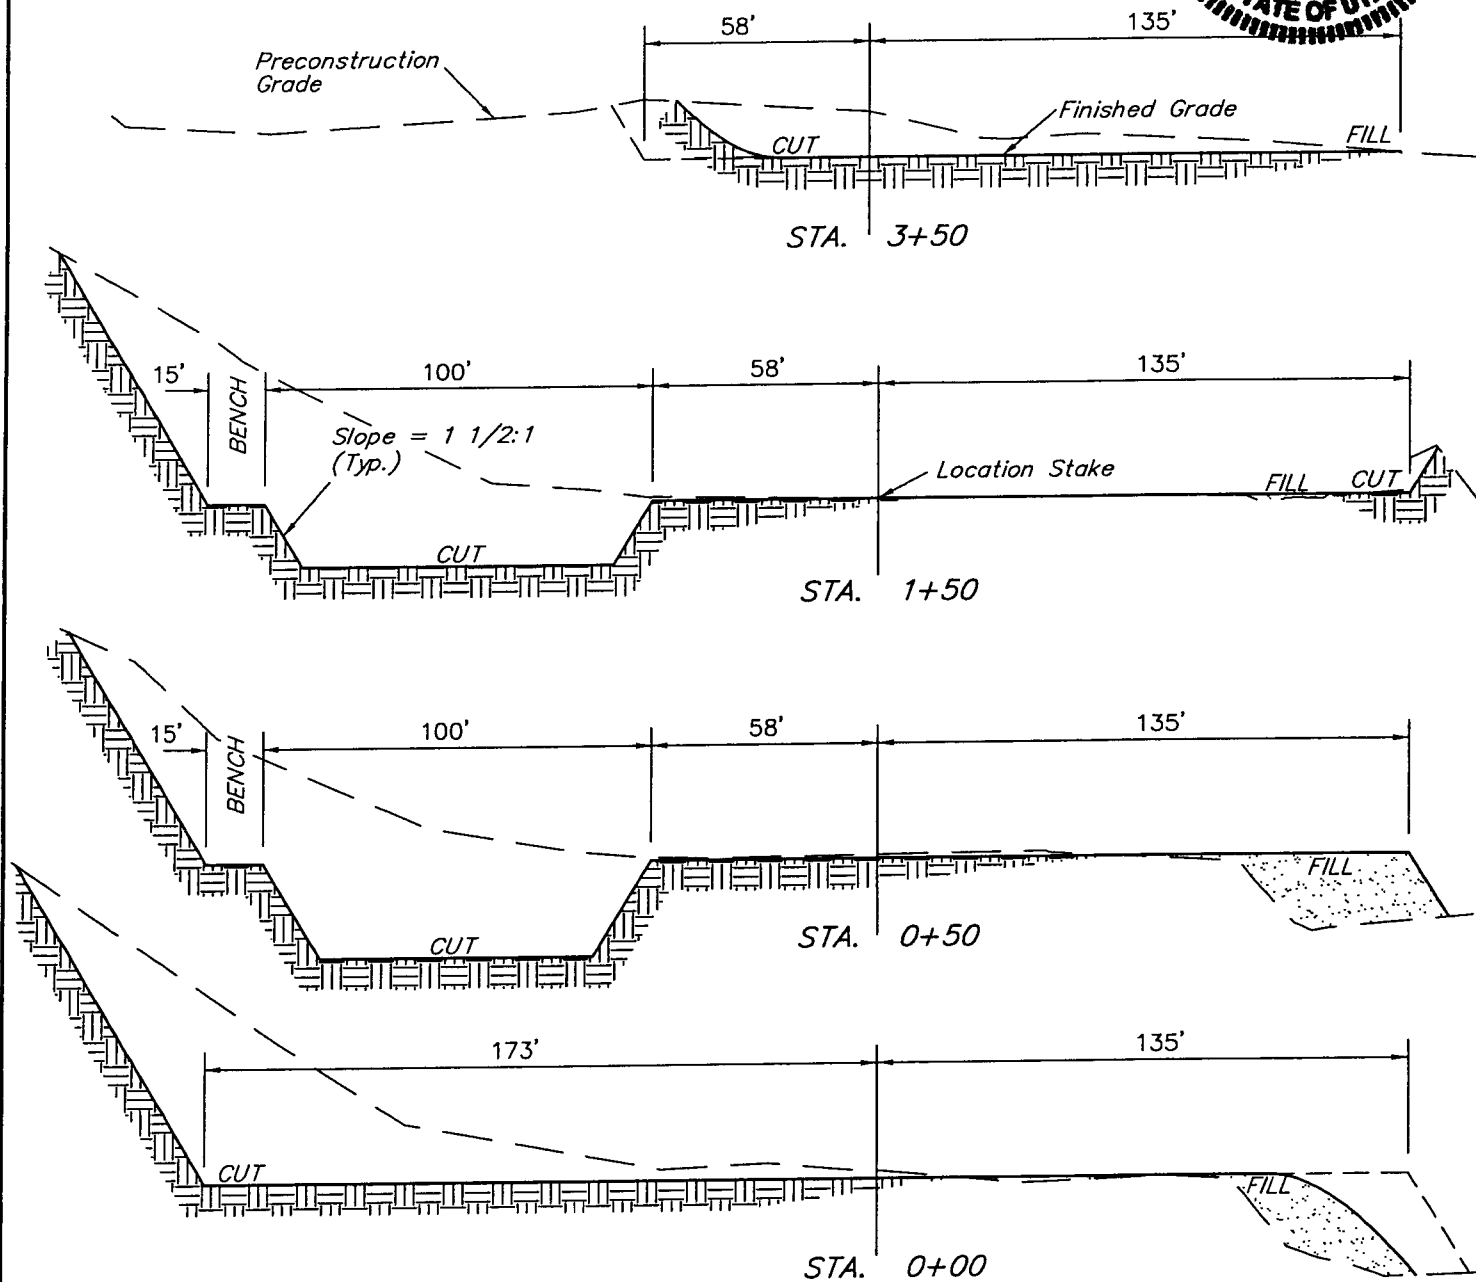 STATE OF UTAH
58'
135'
Preconstruction
Grade
Finished Grade
CUT
FILL
STA. 3+50
15'
BENCH
100'
58'
135'
Slope = 1 1/2:1
(Typ.)
Location Stake
FILL
CUT
CUT
STA. 1+50
15'
BENCH
100'
58'
135'
FILL
CUT
STA. 0+50
173'
135'
CUT
FILL
STA. 0+00